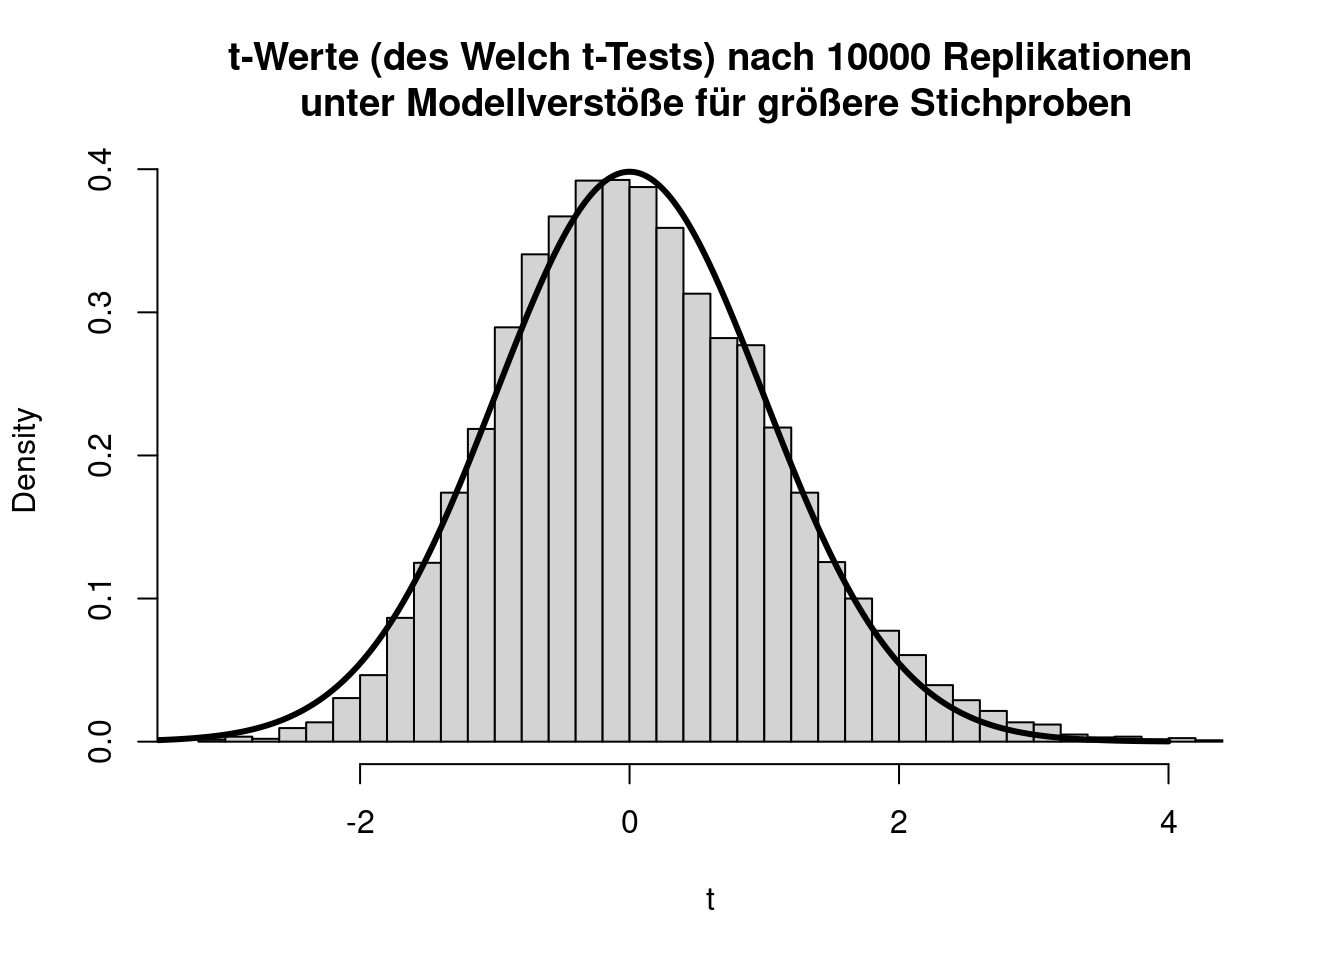 t-Werte (des Welch t-Tests) nach 10000 Replikationen
unter Modellverstöße für größere Stichproben
0.4
0.3
0.2
0.1
0.0
Density
-2 0 2 4
t